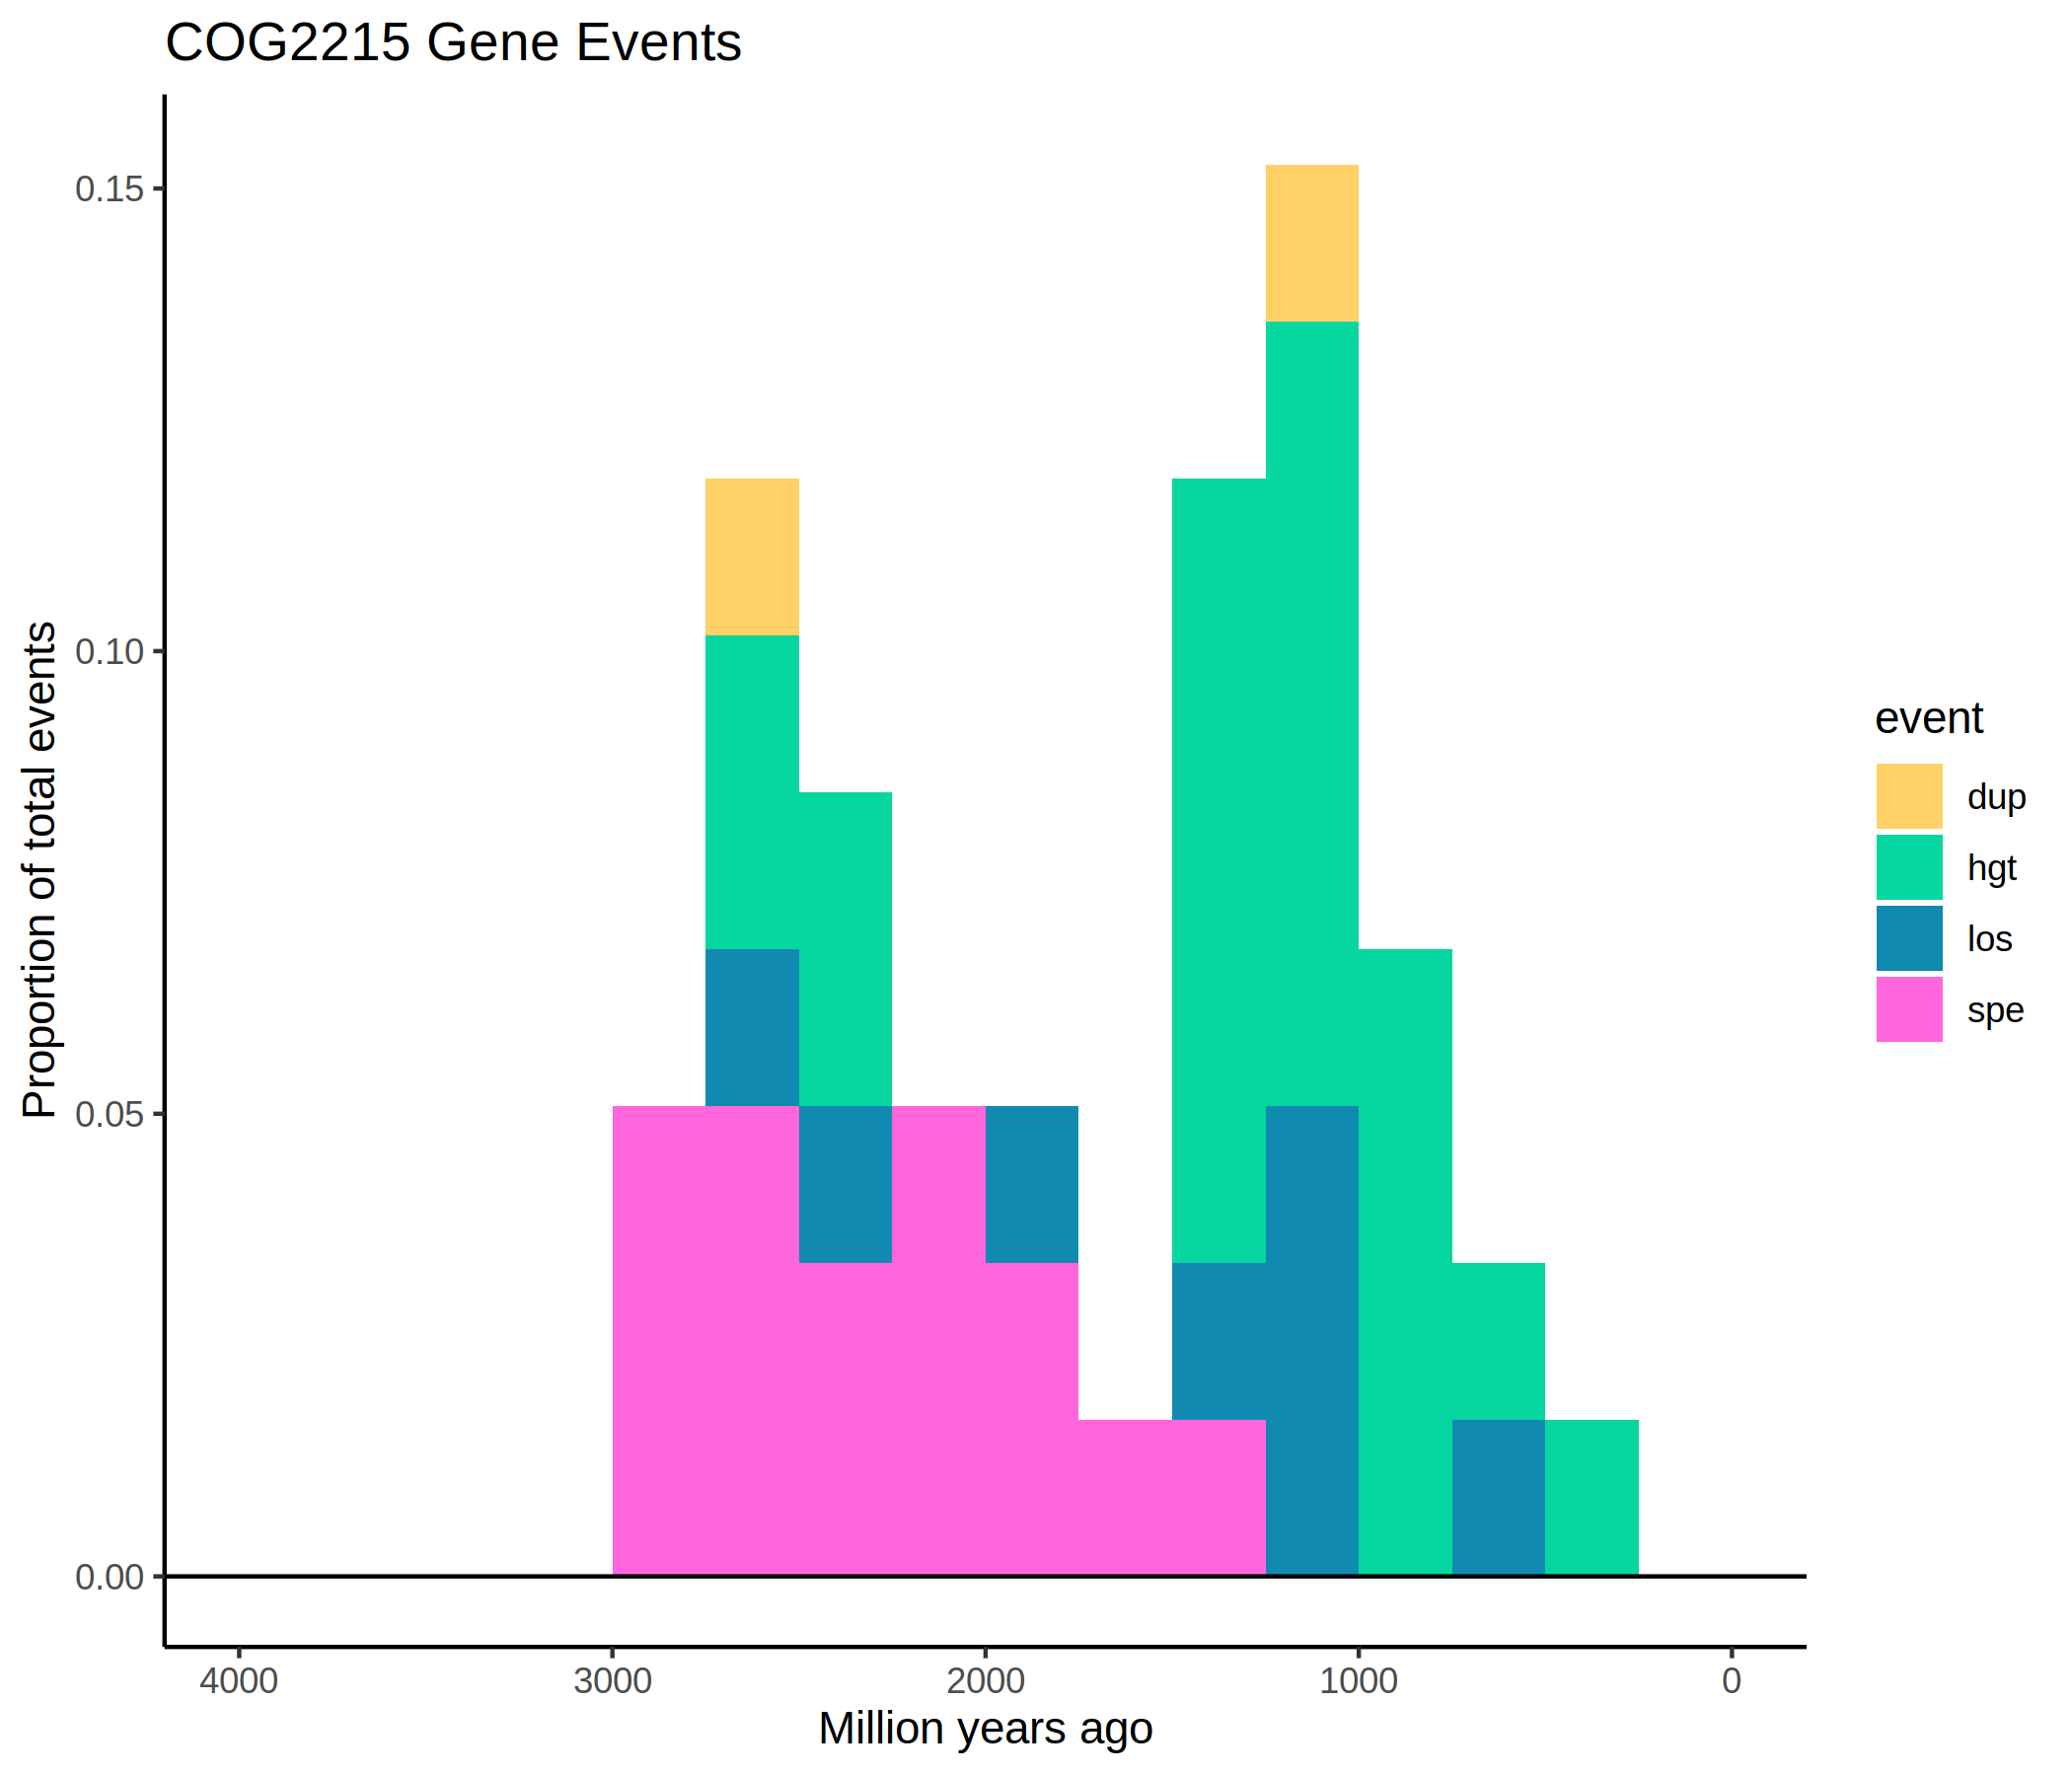 COG2215 Gene Events
Proportion of total events
0.15
0.10
0.05
0.00
4000 3000 2000 1000 0
Million years ago
event
dup
hgt
los
spe